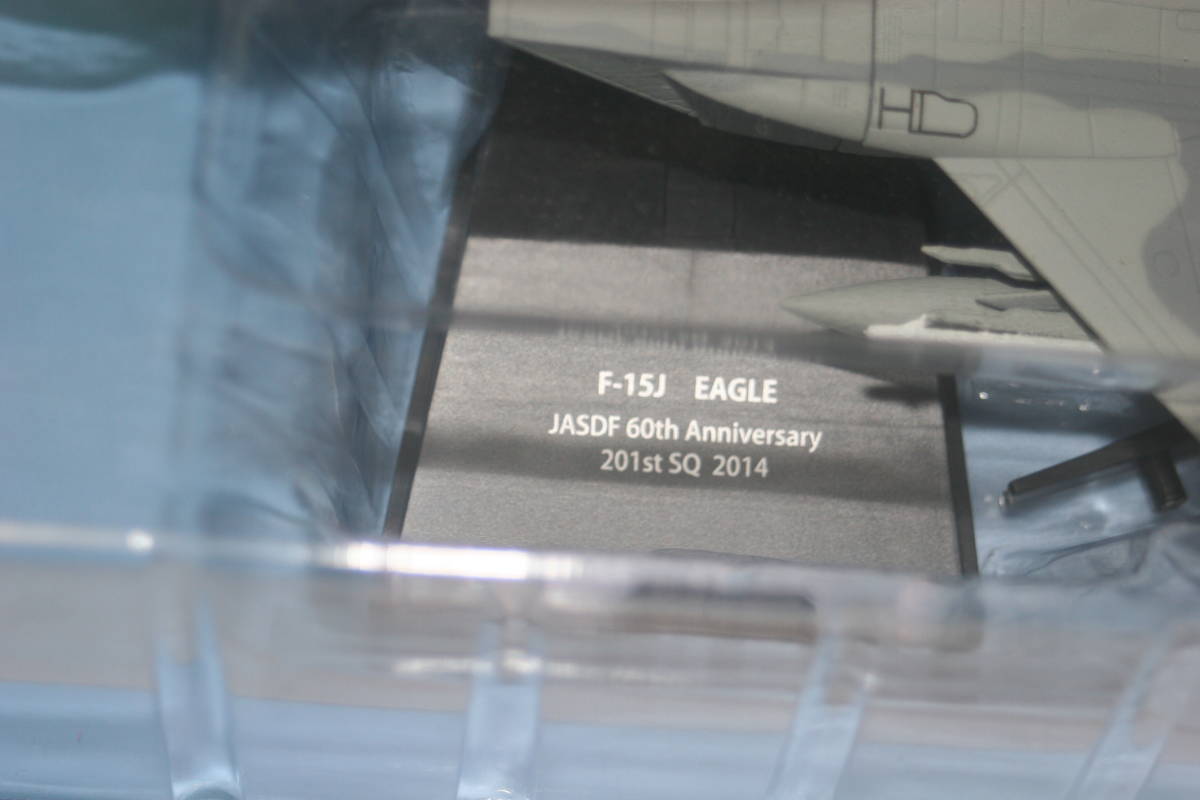 F-15J EAGLE
JASDF 60th Anniversary
201st SQ 2014